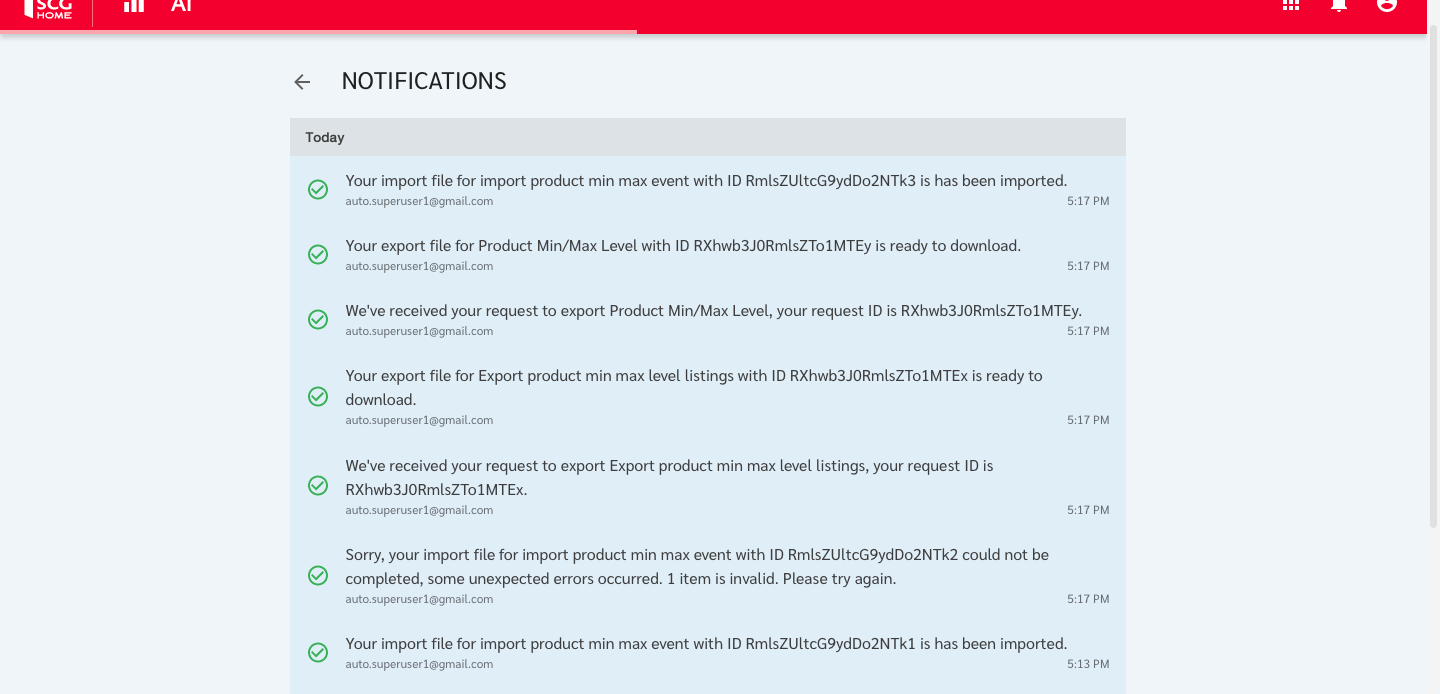 SCG
HOME
AI
NOTIFICATIONS
Today
Your import file for import product min max event with ID RmlsZUltcG9ydDo2NTk3 is has been imported.
auto.superuser1@gmail.com 5:17 PM
Your export file for Product Min/Max Level with ID RXhwb3J0RmlsZTo1MTEy is ready to download.
auto.superuser1@gmail.com 5:17 PM
We've received your request to export Product Min/Max Level, your request ID is RXhwb3J0RmlsZTo1MTEy.
auto.superuser1@gmail.com 5:17 PM
Your export file for Export product min max level listings with ID RXhwb3J0RmlsZTo1MTEx is ready to
download.
auto.superuser1@gmail.com 5:17 PM
We've received your request to export Export product min max level listings, your request ID is
RXhwb3J0RmlsZTo1MTEx.
auto.superuser1@gmail.com 5:17 PM
Sorry, your import file for import product min max event with ID RmlsZUltcG9ydDo2NTk2 could not be
completed, some unexpected errors occurred. 1 item is invalid. Please try again.
auto.superuser1@gmail.com 5:17 PM
Your import file for import product min max event with ID RmlsZUltcG9ydDo2NTk1 is has been imported.
auto.superuser1@gmail.com 5:13 PM